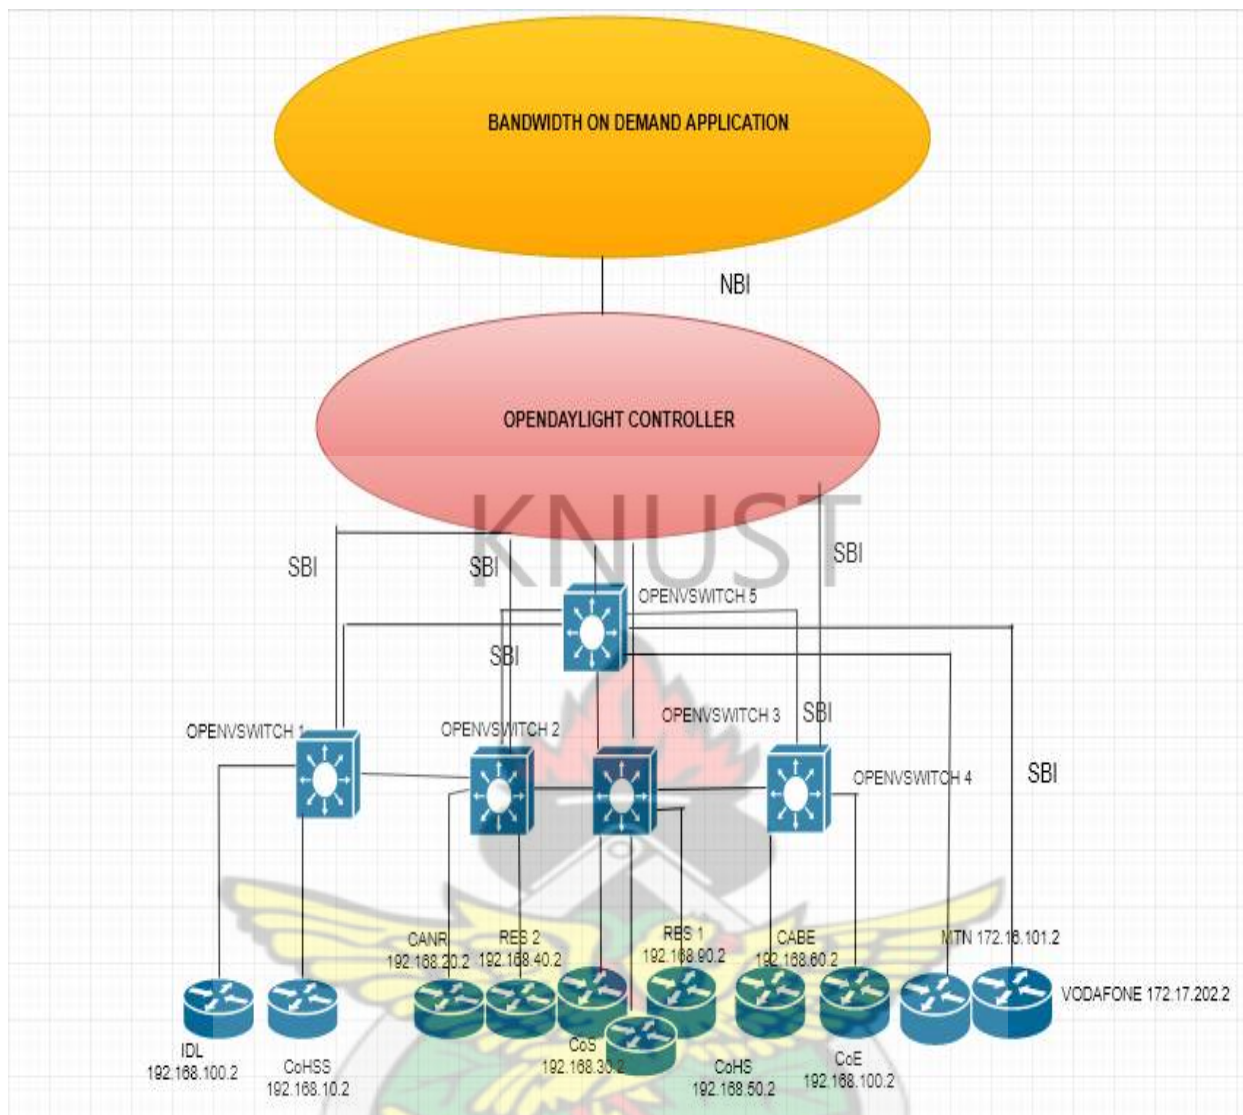 BANDWIDTH ON DEMAND APPLICATION
NBI
OPENDAYLIGHT CONTROLLER
KNUST
SBI
SBI
SBI
OPENVSWITCH 5
SBI
OPENVSWITCH 1
OPENVSWITCH 2
OPENVSWITCH 3
SBI
OPENVSWITCH 4
SBI
CANR
192.168.20.2
RES 2
192.168.40.2
RES 1
192.168.90.2
CABE
192.168.60.2
MTN 172.16.101.2
VODAFONE 172.17.202.2
IDL
192.168.100.2
CoHSS
192.168.10.2
CoS
192.168.30.2
CoHS
192.168.50.2
CoE
192.168.100.2